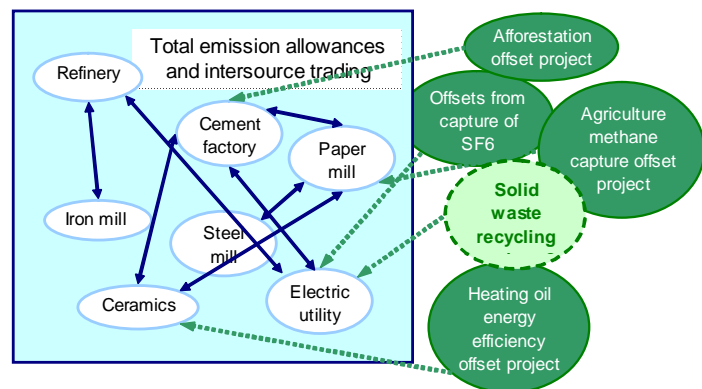 Total emission allowances
and intersource trading
Refinery
Cement
factory
Paper
mill
Iron mill
Steel
mill
Ceramics
Electric
utility
Afforestation
offset project
Offsets from
capture of
SF6
Agriculture
methane
capture offset
project
Solid
waste
recycling
Heating oil
energy
efficiency
offset project